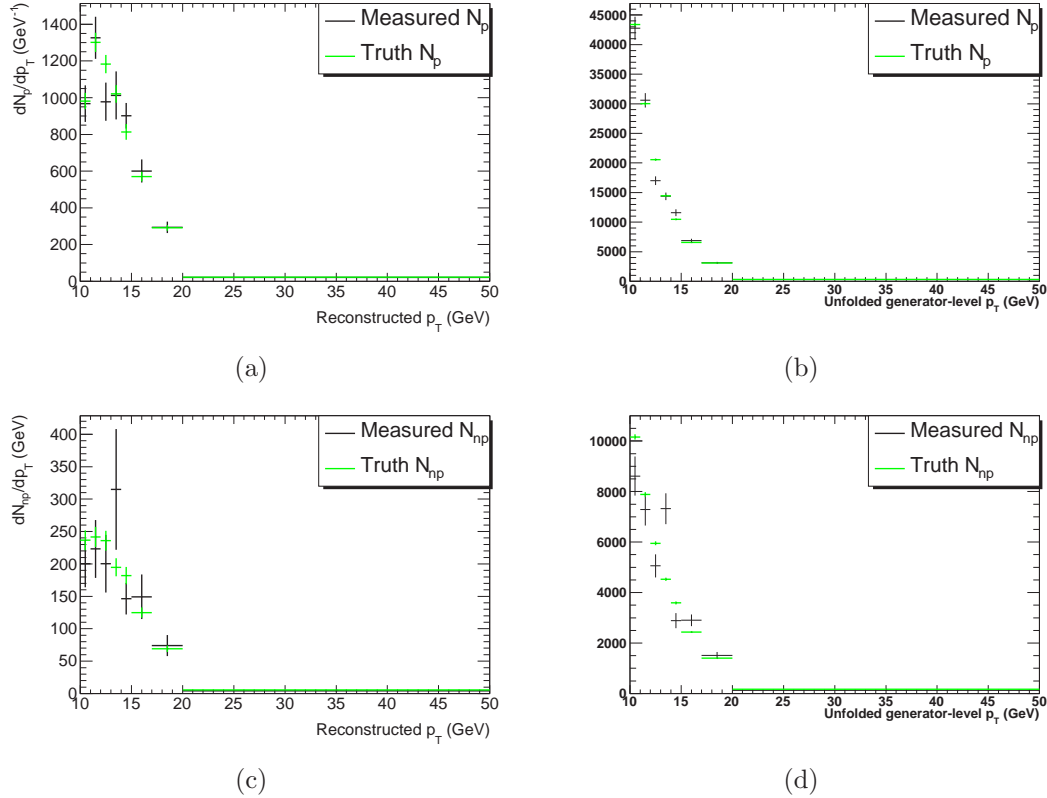 dN_p/dp_T (GeV⁻¹)
1400
1200
1000
800
600
400
200
0
10 15 20 25 30 35 40 45 50
Reconstructed p_T (GeV)
Measured N_p
Truth N_p
(a)
45000
40000
35000
30000
25000
20000
15000
10000
5000
0
10 15 20 25 30 35 40 45 50
Unfolded generator-level p_T (GeV)
Measured N_p
Truth N_p
(b)
dN_np/dp_T (GeV)
400
350
300
250
200
150
100
50
0
10 15 20 25 30 35 40 45 50
Reconstructed p_T (GeV)
Measured N_np
Truth N_np
(c)
10000
8000
6000
4000
2000
0
10 15 20 25 30 35 40 45 50
Unfolded generator-level p_T (GeV)
Measured N_np
Truth N_np
(d)